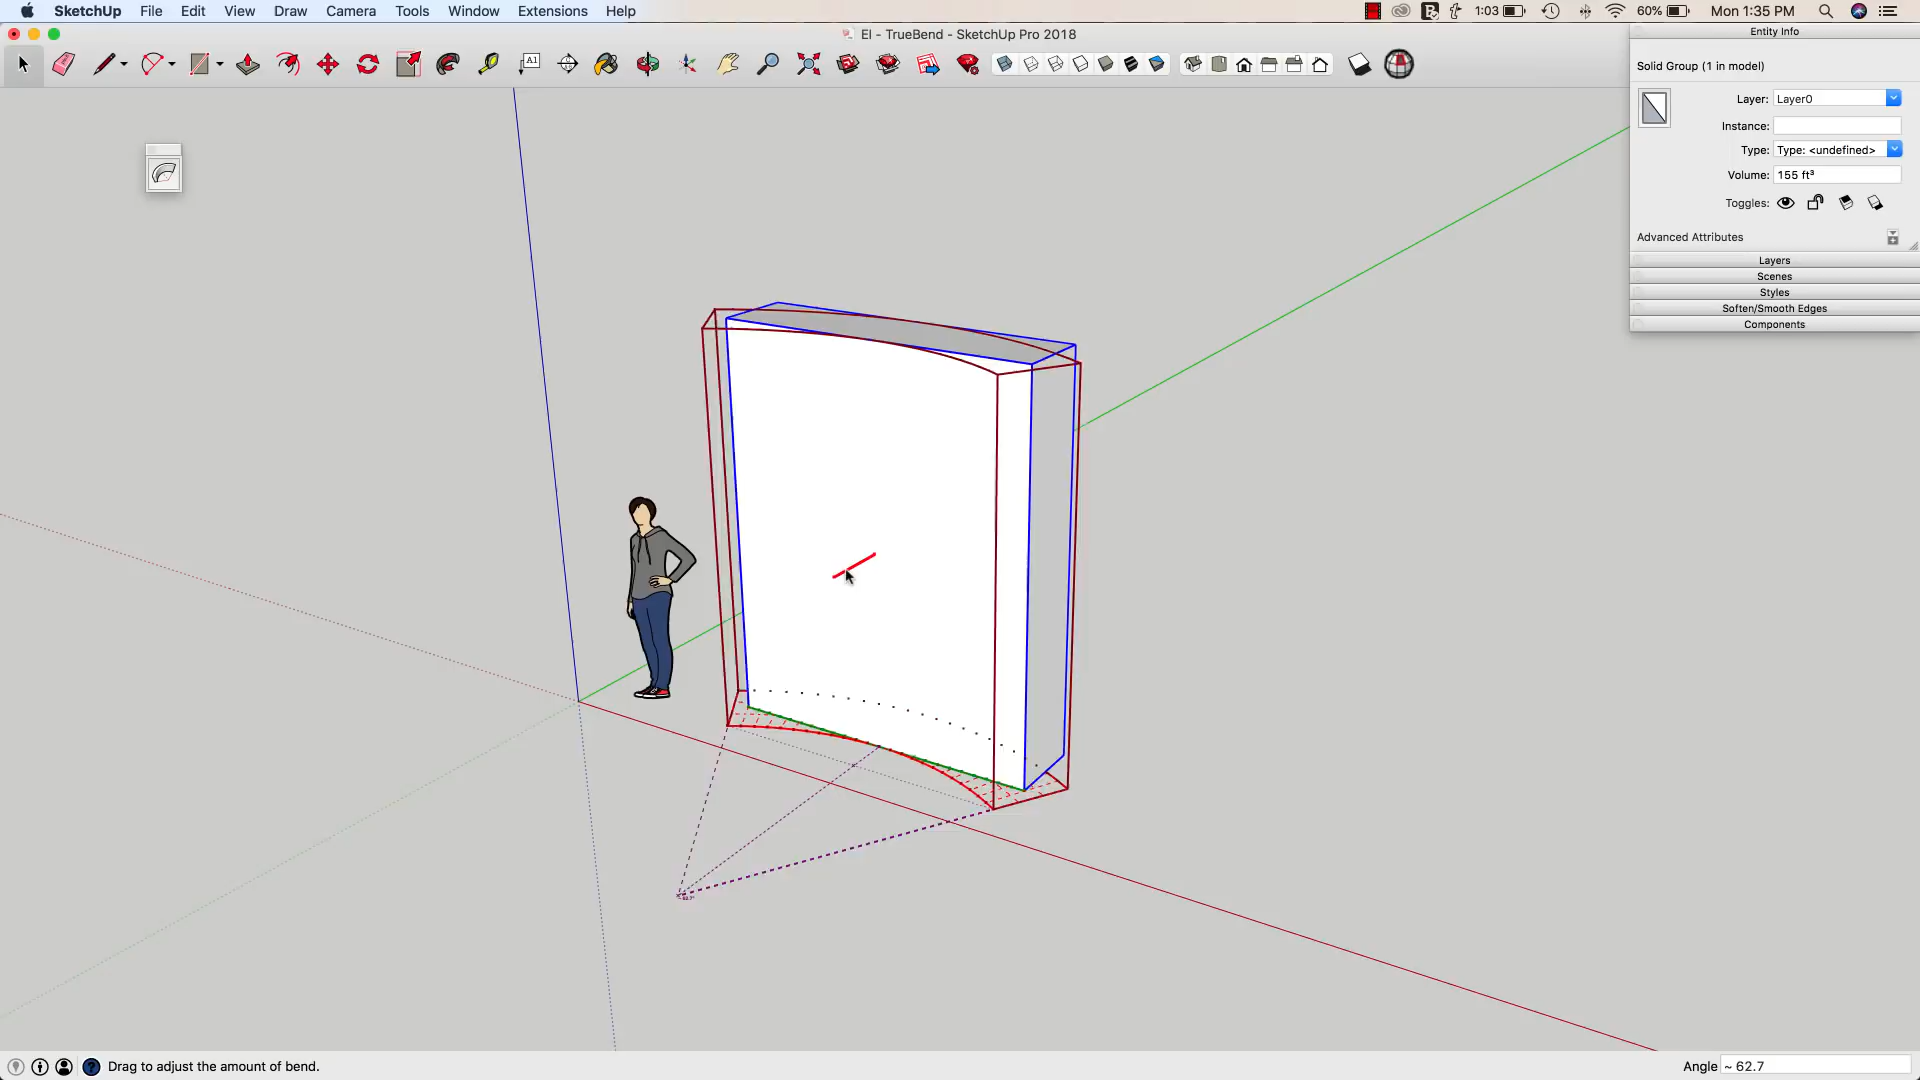 SketchUp File Edit View Draw Camera Tools Window Extensions Help 1:03 60% Mon 1:35 PM
EI - TrueBend - SketchUp Pro 2018
Entity Info
A1
Solid Group (1 in model)
Layer: Layer0
Instance:
Type: Type: <undefined>
Volume: 155 ft³
Toggles:
Advanced Attributes
Layers
Scenes
Styles
Soften/Smooth Edges
Components
Drag to adjust the amount of bend.
Angle ~ 62.7